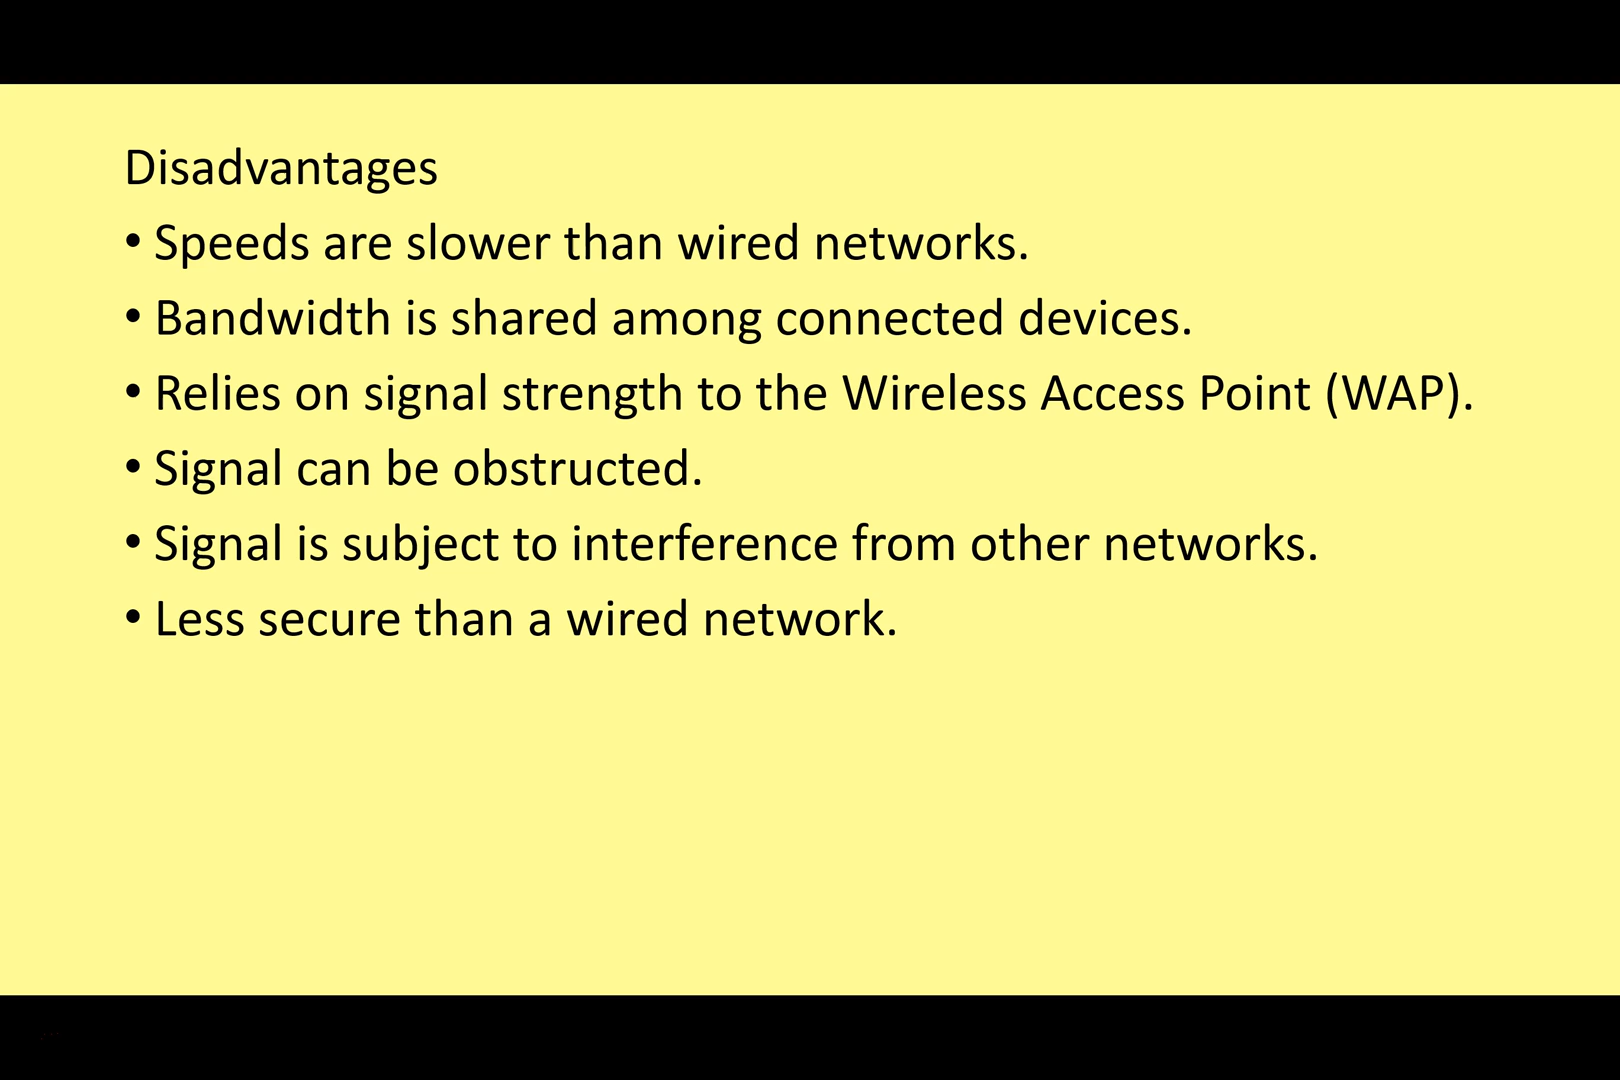 Disadvantages
• Speeds are slower than wired networks.
• Bandwidth is shared among connected devices.
• Relies on signal strength to the Wireless Access Point (WAP).
• Signal can be obstructed.
• Signal is subject to interference from other networks.
• Less secure than a wired network.